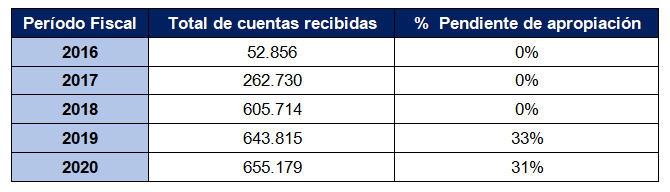 Período Fiscal Total de cuentas recibidas % Pendiente de apropiación
2016 52.856 0%
2017 262.730 0%
2018 605.714 0%
2019 643.815 33%
2020 655.179 31%